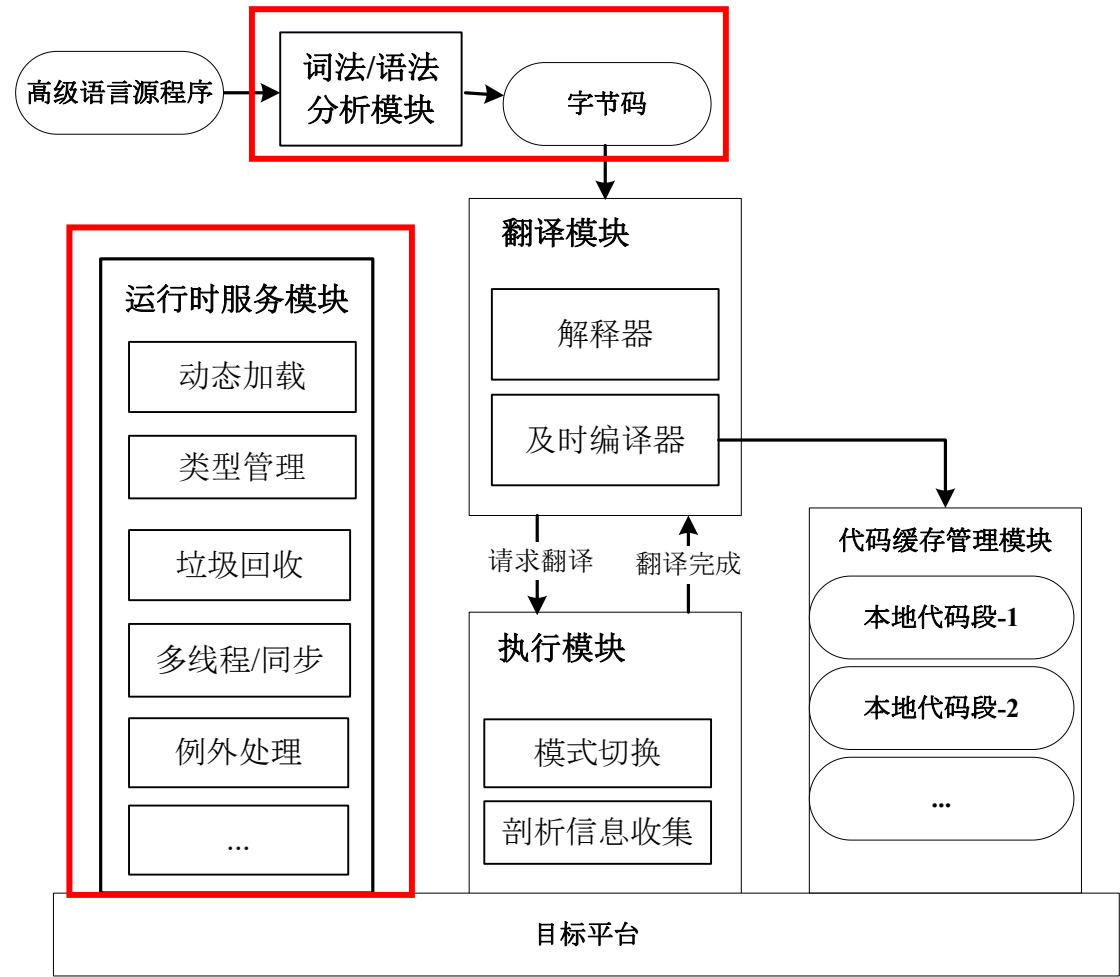 高级语言源程序
词法/语法
分析模块
字节码
翻译模块
解释器
及时编译器
运行时服务模块
动态加载
类型管理
垃圾回收
多线程/同步
例外处理
...
请求翻译
翻译完成
执行模块
模式切换
剖析信息收集
代码缓存管理模块
本地代码段-1
本地代码段-2
...
目标平台